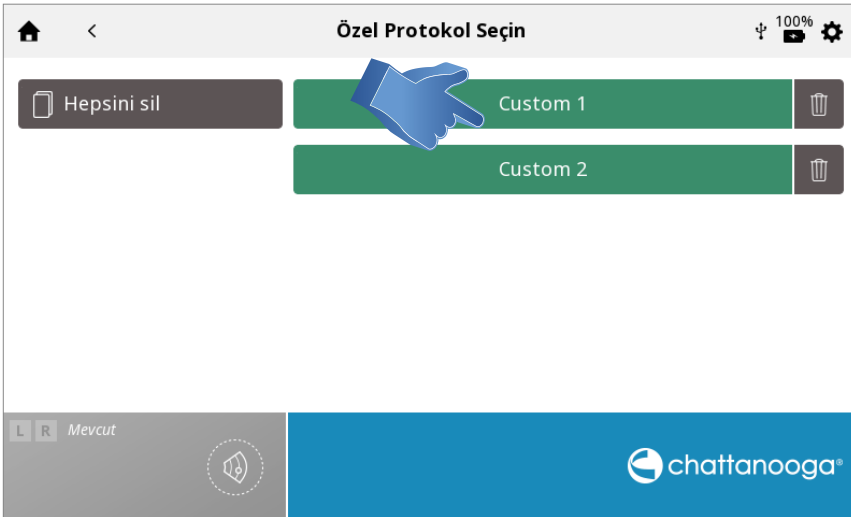 Özel Protokol Seçin
100%
Hepsini sil
Custom 1
Custom 2
L R Mevcut
chattanooga®